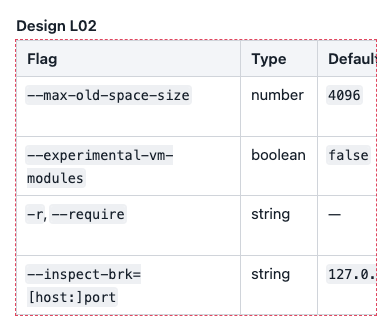 Design L02
Flag Type Defaul
--max-old-space-size number 4096
--experimental-vm- boolean false
modules
-r, --require string —
--inspect-brk= string 127.0.
[host:]port